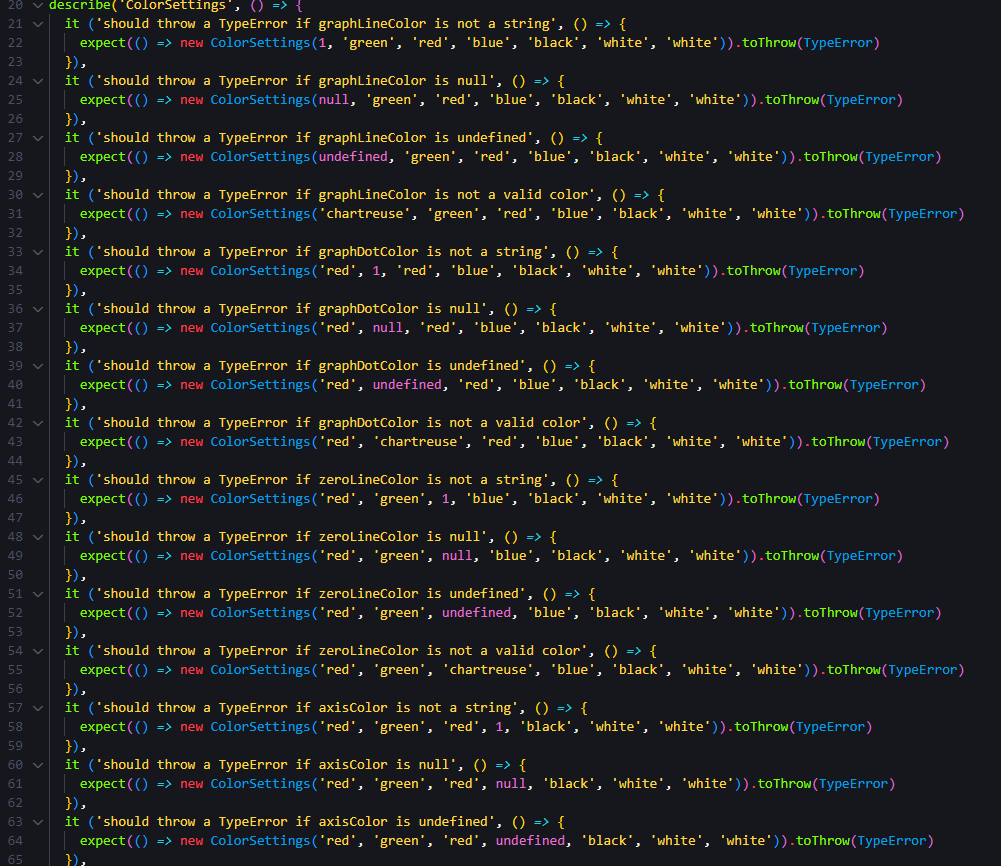 20 describe('ColorSettings', () => {
21 it ('should throw a TypeError if graphLineColor is not a string', () => {
22 expect(() => new ColorSettings(1, 'green', 'red', 'blue', 'black', 'white', 'white')).toThrow(TypeError)
23 }),
24 it ('should throw a TypeError if graphLineColor is null', () => {
25 expect(() => new ColorSettings(null, 'green', 'red', 'blue', 'black', 'white', 'white')).toThrow(TypeError)
26 }),
27 it ('should throw a TypeError if graphLineColor is undefined', () => {
28 expect(() => new ColorSettings(undefined, 'green', 'red', 'blue', 'black', 'white', 'white')).toThrow(TypeError)
29 }),
30 it ('should throw a TypeError if graphLineColor is not a valid color', () => {
31 expect(() => new ColorSettings('chartreuse', 'green', 'red', 'blue', 'black', 'white', 'white')).toThrow(TypeError)
32 }),
33 it ('should throw a TypeError if graphDotColor is not a string', () => {
34 expect(() => new ColorSettings('red', 1, 'red', 'blue', 'black', 'white', 'white')).toThrow(TypeError)
35 }),
36 it ('should throw a TypeError if graphDotColor is null', () => {
37 expect(() => new ColorSettings('red', null, 'red', 'blue', 'black', 'white', 'white')).toThrow(TypeError)
38 }),
39 it ('should throw a TypeError if graphDotColor is undefined', () => {
40 expect(() => new ColorSettings('red', undefined, 'red', 'blue', 'black', 'white', 'white')).toThrow(TypeError)
41 }),
42 it ('should throw a TypeError if graphDotColor is not a valid color', () => {
43 expect(() => new ColorSettings('red', 'chartreuse', 'red', 'blue', 'black', 'white', 'white')).toThrow(TypeError)
44 }),
45 it ('should throw a TypeError if zeroLineColor is not a string', () => {
46 expect(() => new ColorSettings('red', 'green', 1, 'blue', 'black', 'white', 'white')).toThrow(TypeError)
47 }),
48 it ('should throw a TypeError if zeroLineColor is null', () => {
49 expect(() => new ColorSettings('red', 'green', null, 'blue', 'black', 'white', 'white')).toThrow(TypeError)
50 }),
51 it ('should throw a TypeError if zeroLineColor is undefined', () => {
52 expect(() => new ColorSettings('red', 'green', undefined, 'blue', 'black', 'white', 'white')).toThrow(TypeError)
53 }),
54 it ('should throw a TypeError if zeroLineColor is not a valid color', () => {
55 expect(() => new ColorSettings('red', 'green', 'chartreuse', 'blue', 'black', 'white', 'white')).toThrow(TypeError)
56 }),
57 it ('should throw a TypeError if axisColor is not a string', () => {
58 expect(() => new ColorSettings('red', 'green', 'red', 1, 'black', 'white', 'white')).toThrow(TypeError)
59 }),
60 it ('should throw a TypeError if axisColor is null', () => {
61 expect(() => new ColorSettings('red', 'green', 'red', null, 'black', 'white', 'white')).toThrow(TypeError)
62 }),
63 it ('should throw a TypeError if axisColor is undefined', () => {
64 expect(() => new ColorSettings('red', 'green', 'red', undefined, 'black', 'white', 'white')).toThrow(TypeError)
65 }),